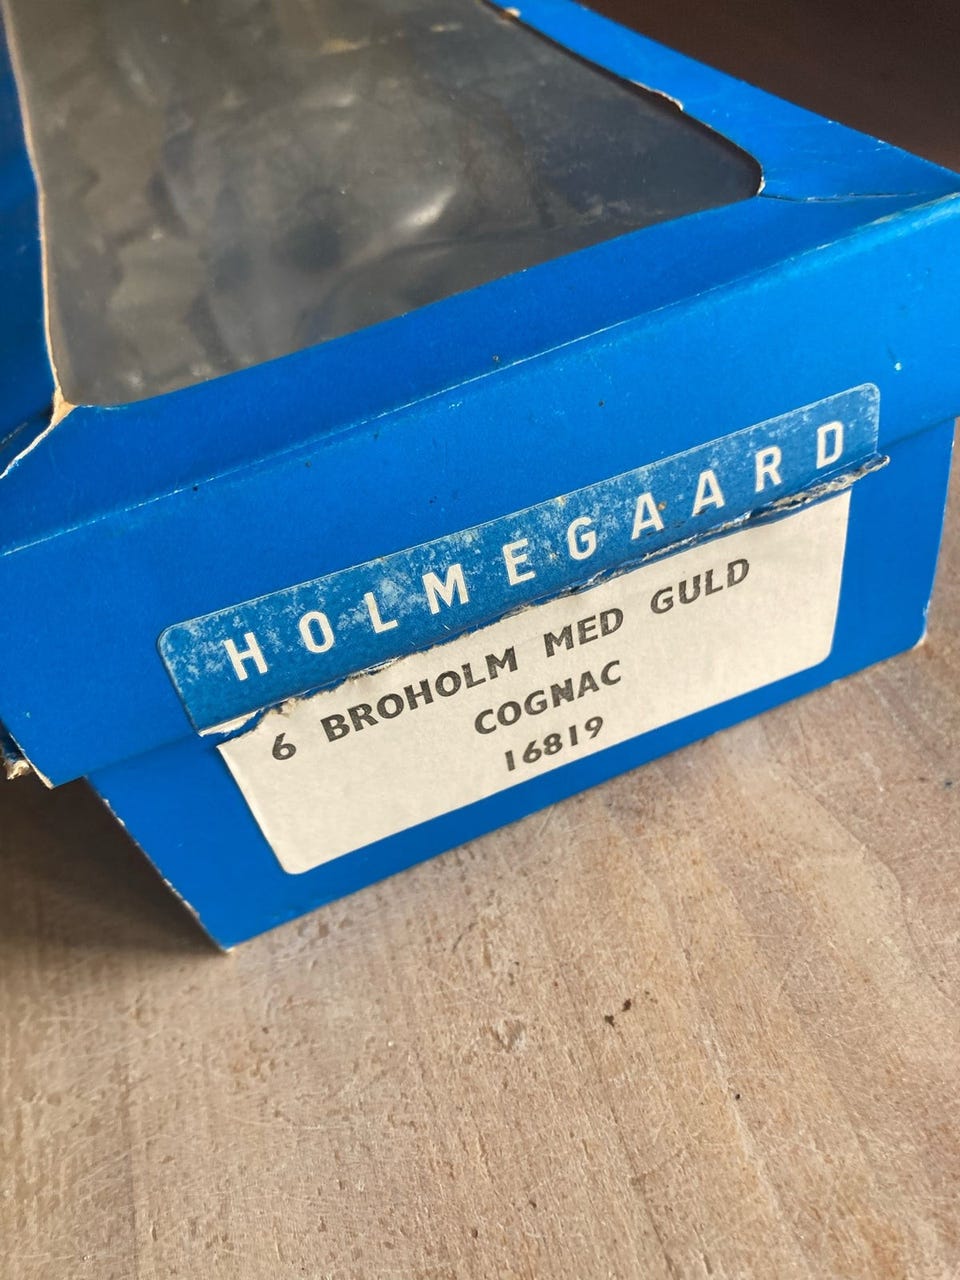 HOLMEGAARD
6 BROHOLM MED GULD
COGNAC
16819